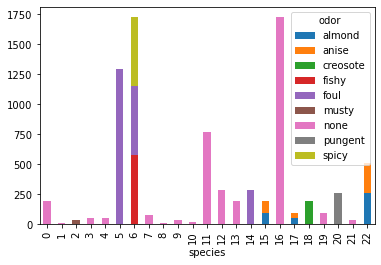 1750
1500
1250
1000
750
500
250
0
odor
almond
anise
creosote
fishy
foul
musty
none
pungent
spicy
0 1 2 3 4 5 6 7 8 9 10 11 12 13 14 15 16 17 18 19 20 21 22
species